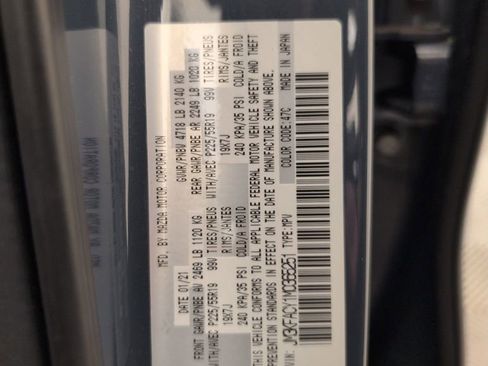 MFD. BY MAZDA MOTOR CORPORATION
DATE 01/21
GVWR/PNBV 4718 LB 2140 KG
FRONT GAWR/PNBE AV 2469 LB 1120 KG
REAR GAWR/PNBE AR 2249 LB 1020 KG
WITH/AVEC P225/55R19 99V TIRES/PNEUS
WITH/AVEC P225/55R19 99V TIRES/PNEUS
19X7J RIMS/JANTES
19X7J RIMS/JANTES
240 KPA/35 PSI COLD/A FROID
240 KPA/35 PSI COLD/A FROID
THIS VEHICLE CONFORMS TO ALL APPLICABLE FEDERAL MOTOR VEHICLE SAFETY AND THEFT
PREVENTION STANDARDS IN EFFECT ON THE DATE OF MANUFACTURE SHOWN ABOVE.
TYPE:MPV
COLOR CODE:47C
MADE IN JAPAN